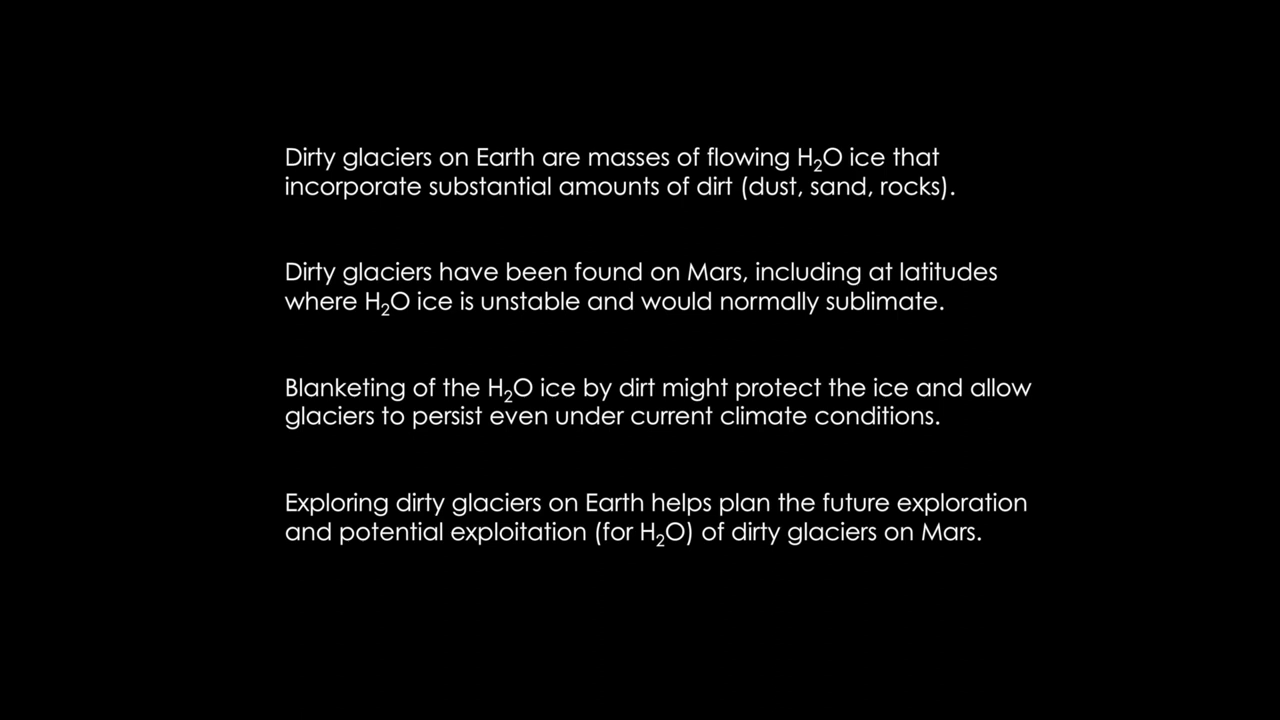 Dirty glaciers on Earth are masses of flowing H₂O ice that
incorporate substantial amounts of dirt (dust, sand, rocks).
Dirty glaciers have been found on Mars, including at latitudes
where H₂O ice is unstable and would normally sublimate.
Blanketing of the H₂O ice by dirt might protect the ice and allow
glaciers to persist even under current climate conditions.
Exploring dirty glaciers on Earth helps plan the future exploration
and potential exploitation (for H₂O) of dirty glaciers on Mars.